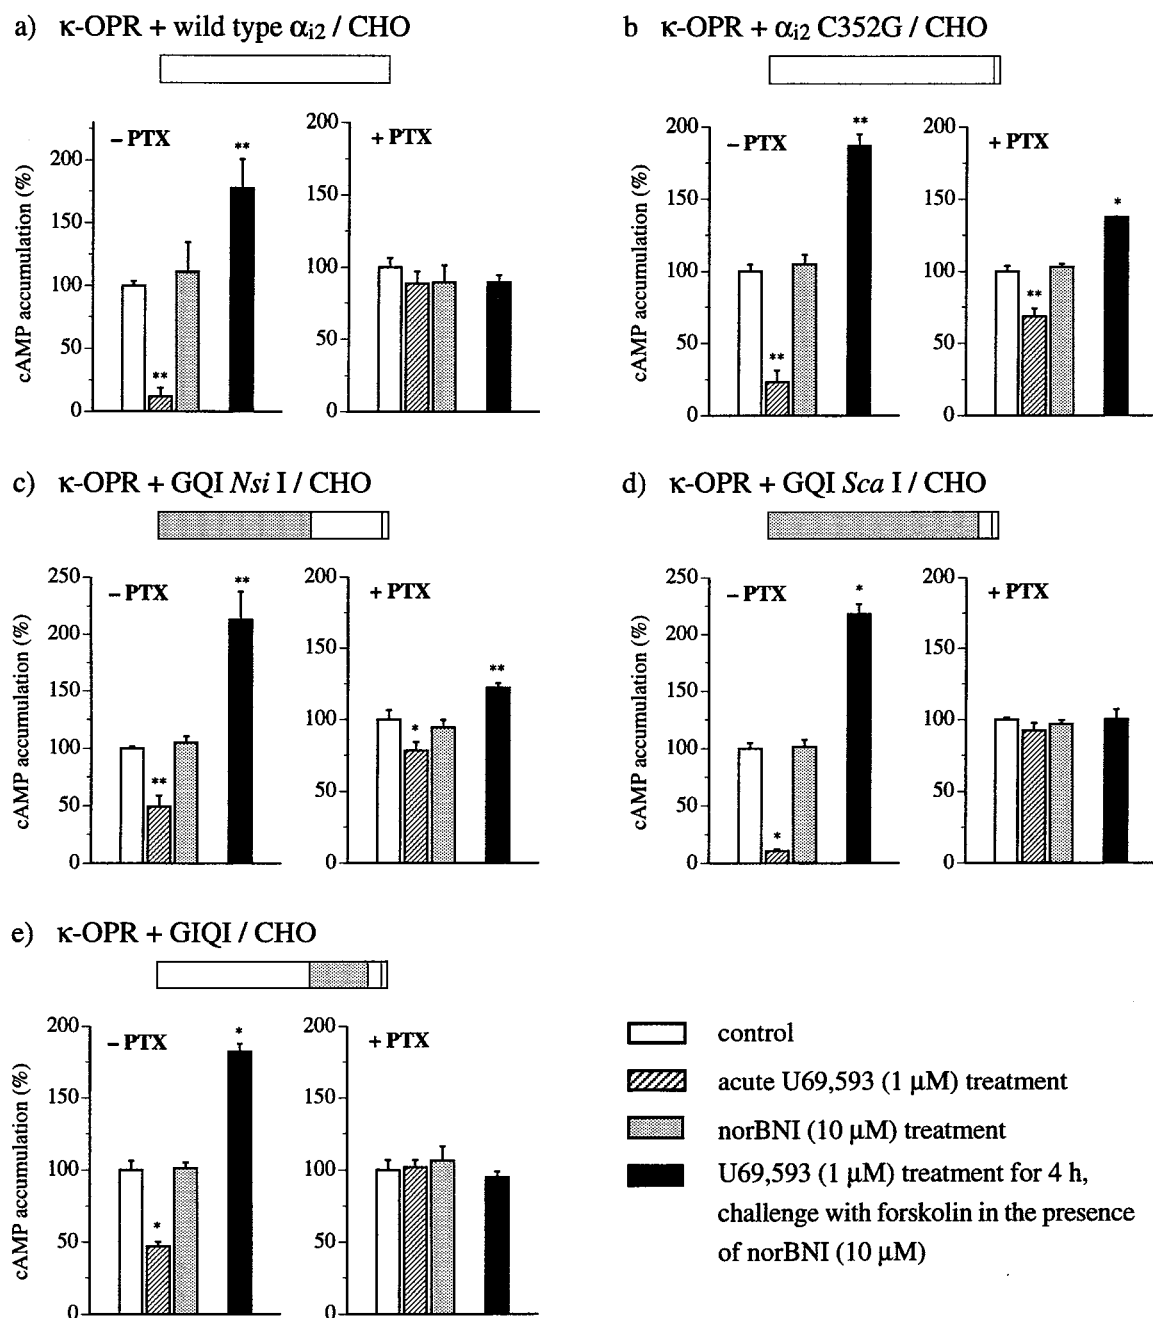 a) κ-OPR + wild type αi2 / CHO
– PTX
+ PTX
cAMP accumulation (%)
200
150
100
50
0
**
**
200
150
100
50
0
b κ-OPR + αi2 C352G / CHO
– PTX
+ PTX
cAMP accumulation (%)
200
150
100
50
0
**
**
200
150
100
50
0
**
*
c) κ-OPR + GQI Nsi I / CHO
– PTX
+ PTX
cAMP accumulation (%)
250
200
150
100
50
0
**
**
200
150
100
50
0
*
**
d) κ-OPR + GQI Sca I / CHO
– PTX
+ PTX
cAMP accumulation (%)
250
200
150
100
50
0
*
*
200
150
100
50
0
e) κ-OPR + GIQI / CHO
– PTX
+ PTX
cAMP accumulation (%)
200
150
100
50
0
*
*
200
150
100
50
0
control
acute U69,593 (1 μM) treatment
norBNI (10 μM) treatment
U69,593 (1 μM) treatment for 4 h,
challenge with forskolin in the presence
of norBNI (10 μM)